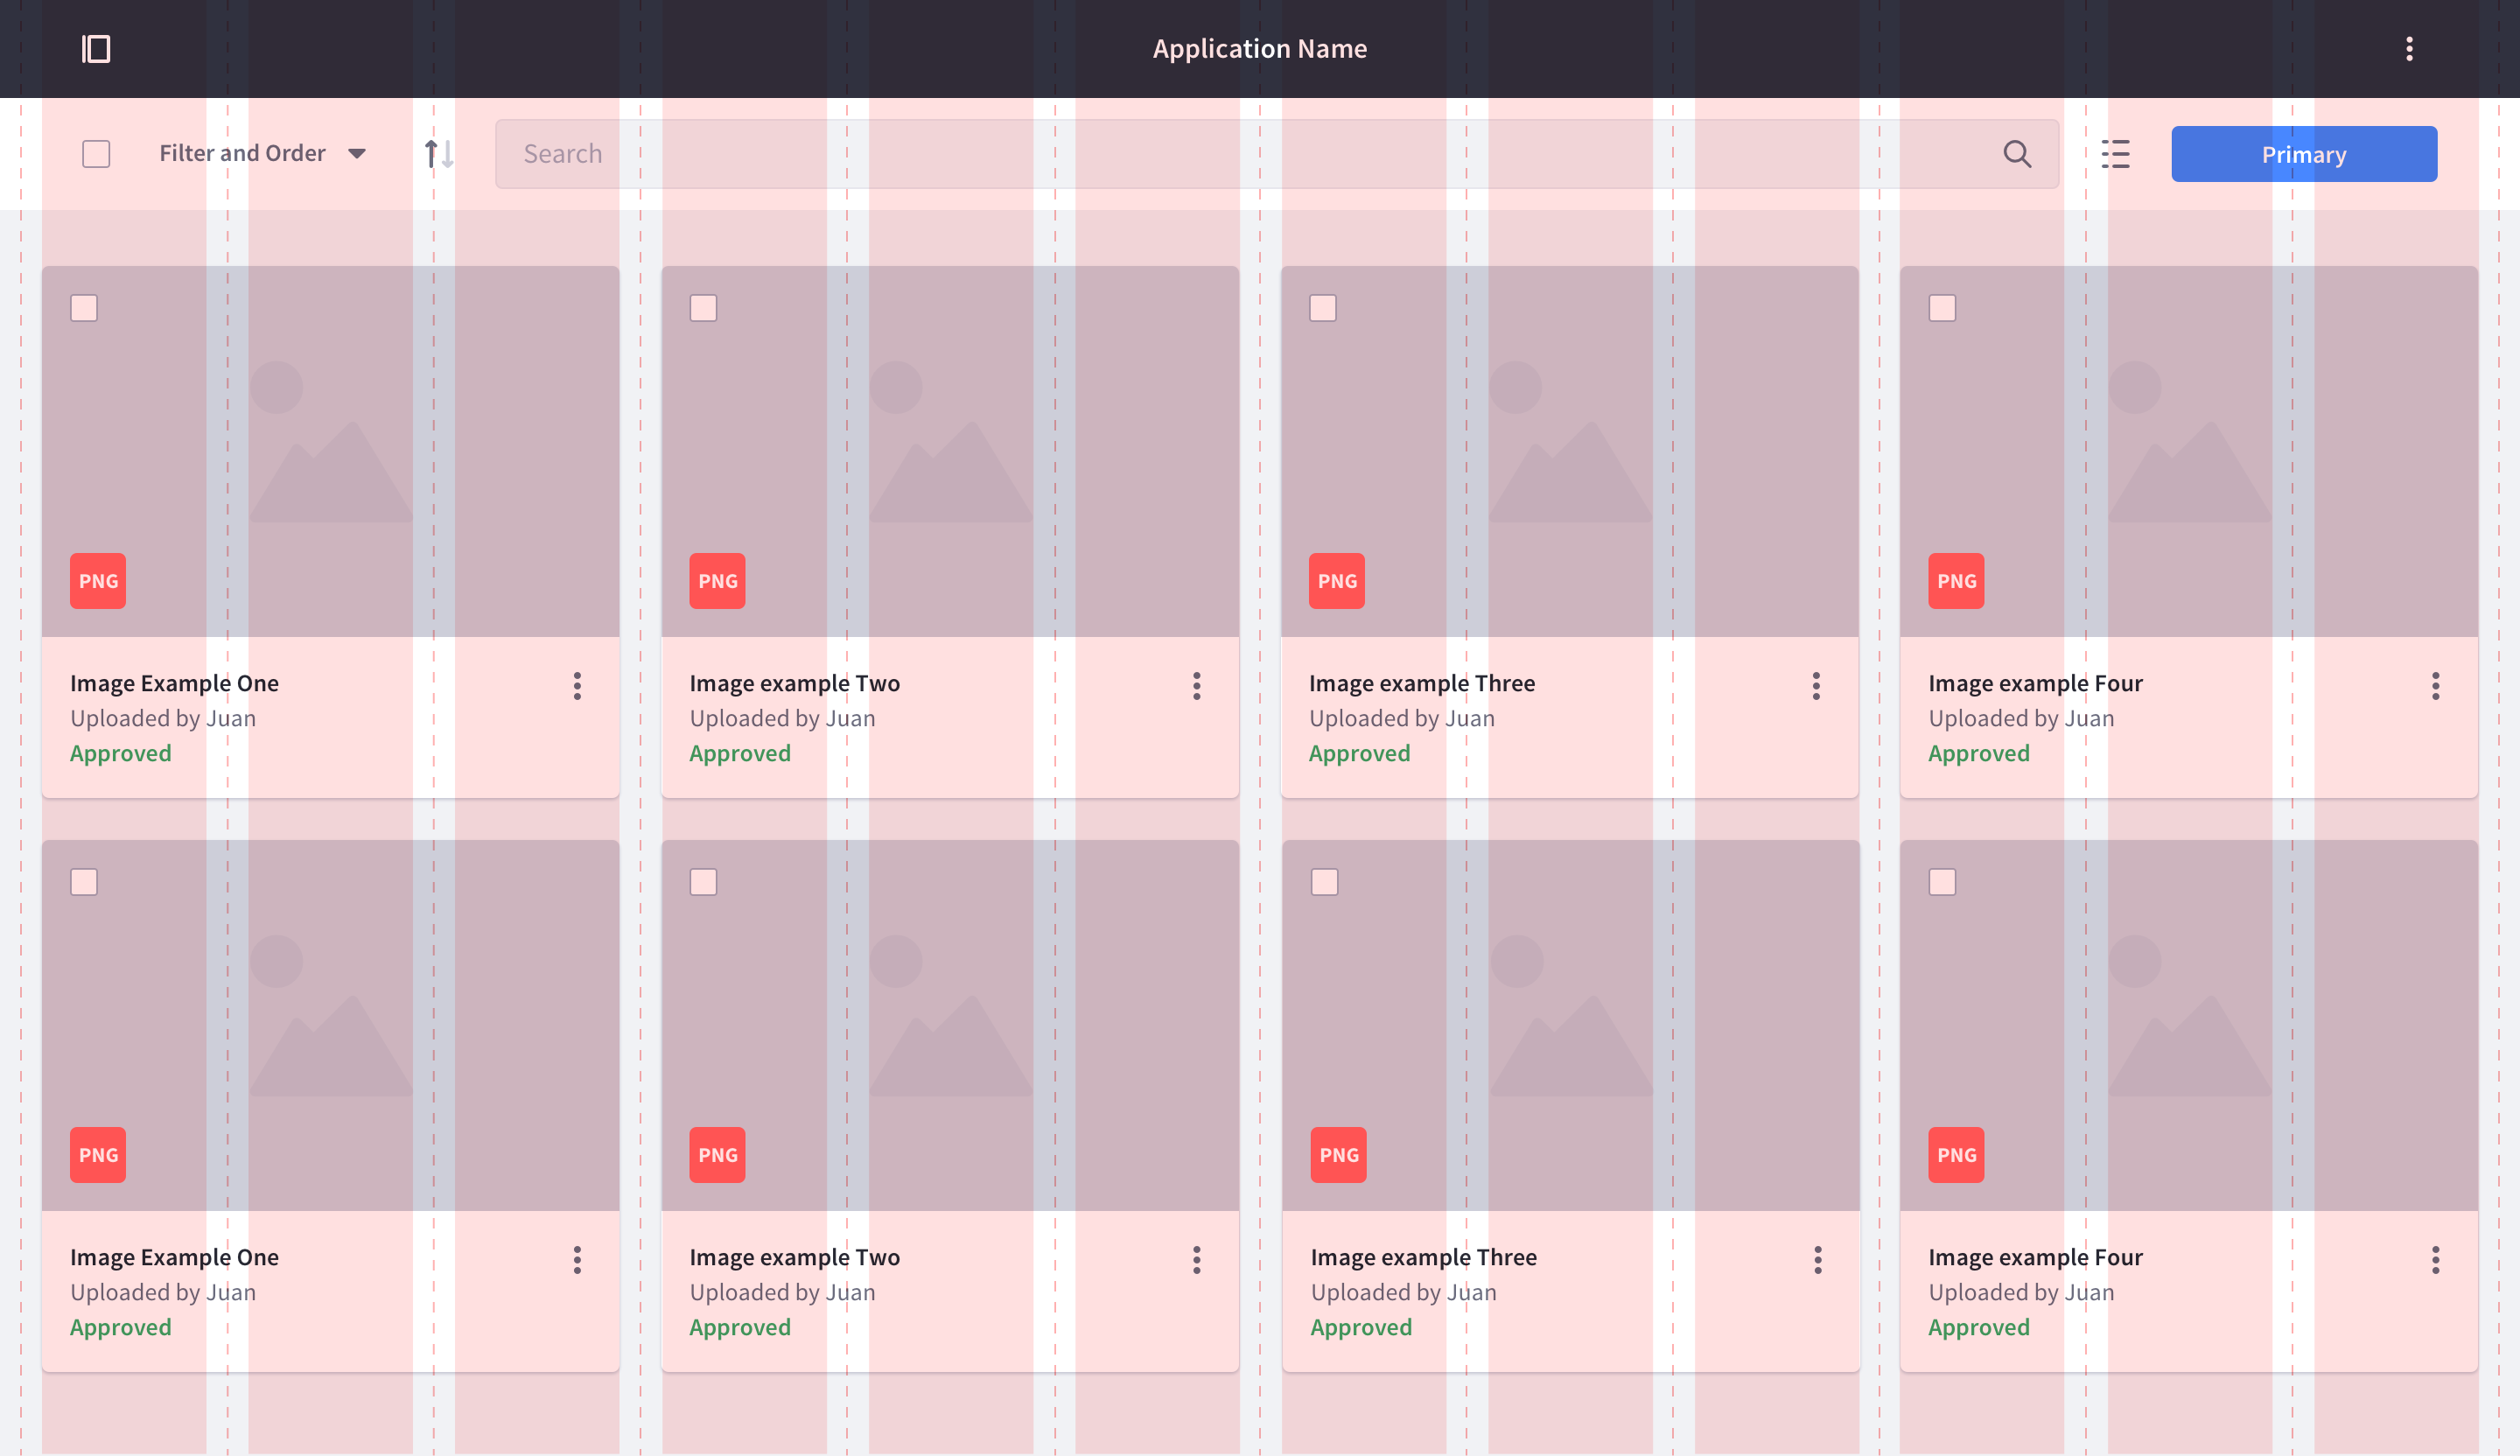 Application Name
Filter and Order
Search
Primary
PNG
PNG
PNG
PNG
Image Example One
Uploaded by Juan
Approved
Image example Two
Uploaded by Juan
Approved
Image example Three
Uploaded by Juan
Approved
Image example Four
Uploaded by Juan
Approved
PNG
PNG
PNG
PNG
Image Example One
Uploaded by Juan
Approved
Image example Two
Uploaded by Juan
Approved
Image example Three
Uploaded by Juan
Approved
Image example Four
Uploaded by Juan
Approved